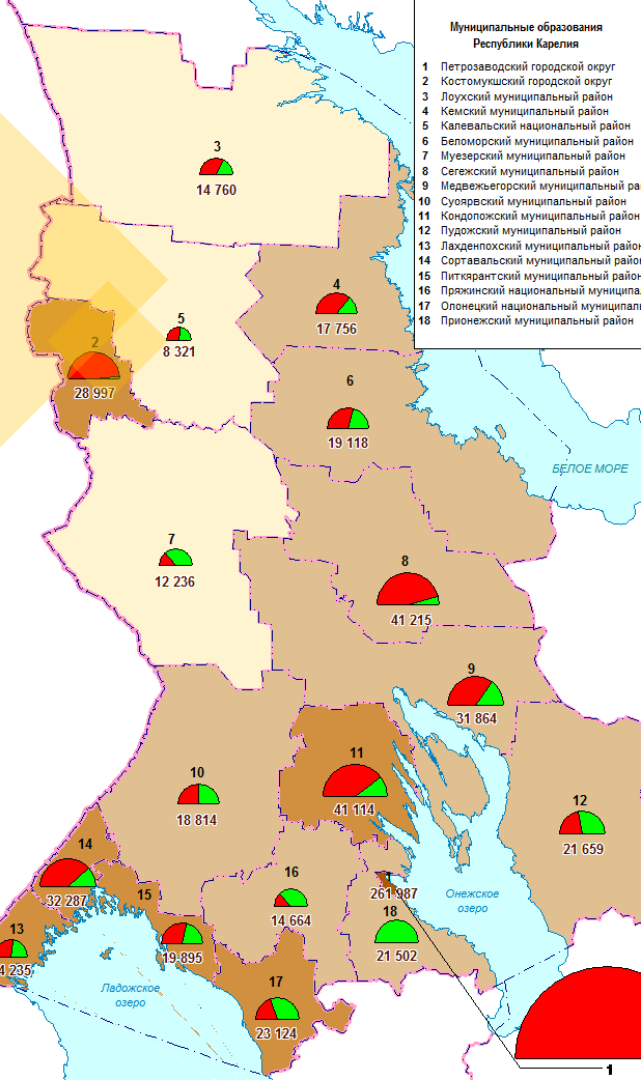 Муниципальные образования
Республики Карелия
1 Петрозаводский городской округ
2 Костомукшский городской округ
3 Лоухский муниципальный район
4 Кемский муниципальный район
5 Калевальский национальный район
6 Беломорский муниципальный район
7 Муезерский муниципальный район
8 Сегежский муниципальный район
9 Медвежьегорский муниципальный ра
10 Суоярвский муниципальный район
11 Кондопожский муниципальный район
12 Пудожский муниципальный район
13 Лахденпохский муниципальный район
14 Сортавальский муниципальный район
15 Питкярантский муниципальный район
16 Пряжинский национальный муниципа
17 Олонецкий национальный муниципаль
18 Прионежский муниципальный район
3
14 760
4
17 756
5
8 321
2
28 997
6
19 118
БЕЛОЕ МОРЕ
7
12 236
8
41 215
9
31 864
11
41 114
10
18 814
12
21 659
14
32 287
15
19 895
16
14 664
261 987
18
21 502
Онежское
озеро
13
4 235
Ладожское
озеро
17
23 124
1